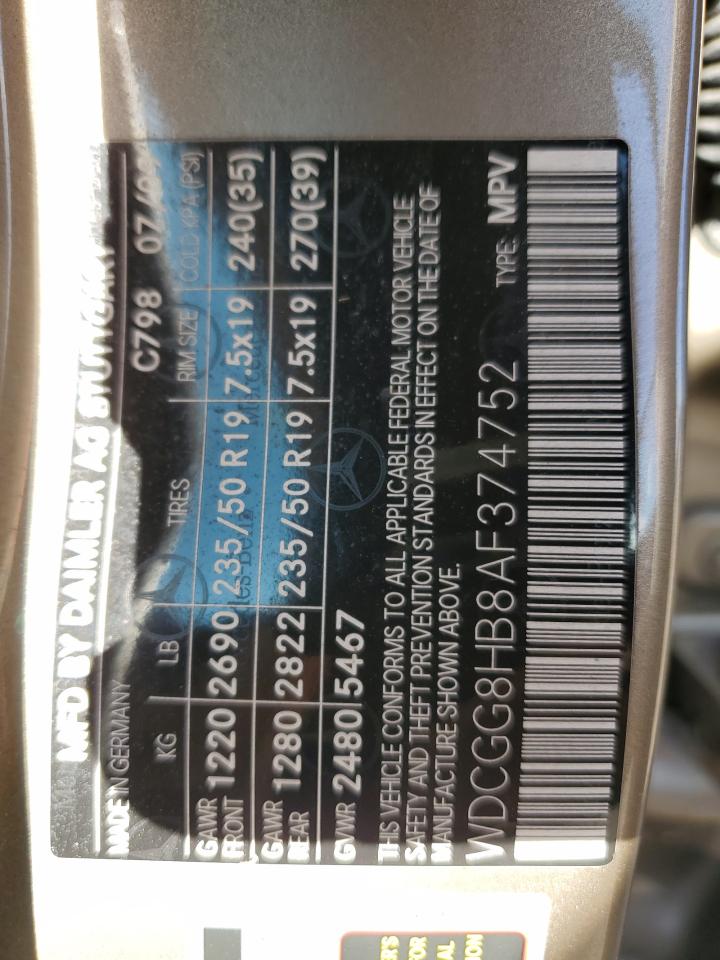 MFD BY DAIMLER AG STUTTGART
MADE IN GERMANY C798 07/
KG LB TIRES RIM SIZE COLD KPA (PSI)
GAWR FRONT 1220 2690 235/50 R19 7.5x19 240(35)
GAWR REAR 1280 2822 235/50 R19 7.5x19 270(39)
GVWR 2480 5467
THIS VEHICLE CONFORMS TO ALL APPLICABLE FEDERAL MOTOR VEHICLE
SAFETY AND THEFT PREVENTION STANDARDS IN EFFECT ON THE DATE OF
MANUFACTURE SHOWN ABOVE.
WDCGG8HB8AF374752 TYPE: MPV